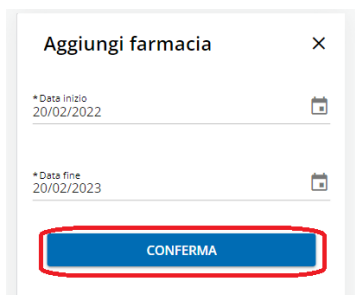 Aggiungi farmacia
*Data inizio
20/02/2022
*Data fine
20/02/2023
CONFERMA